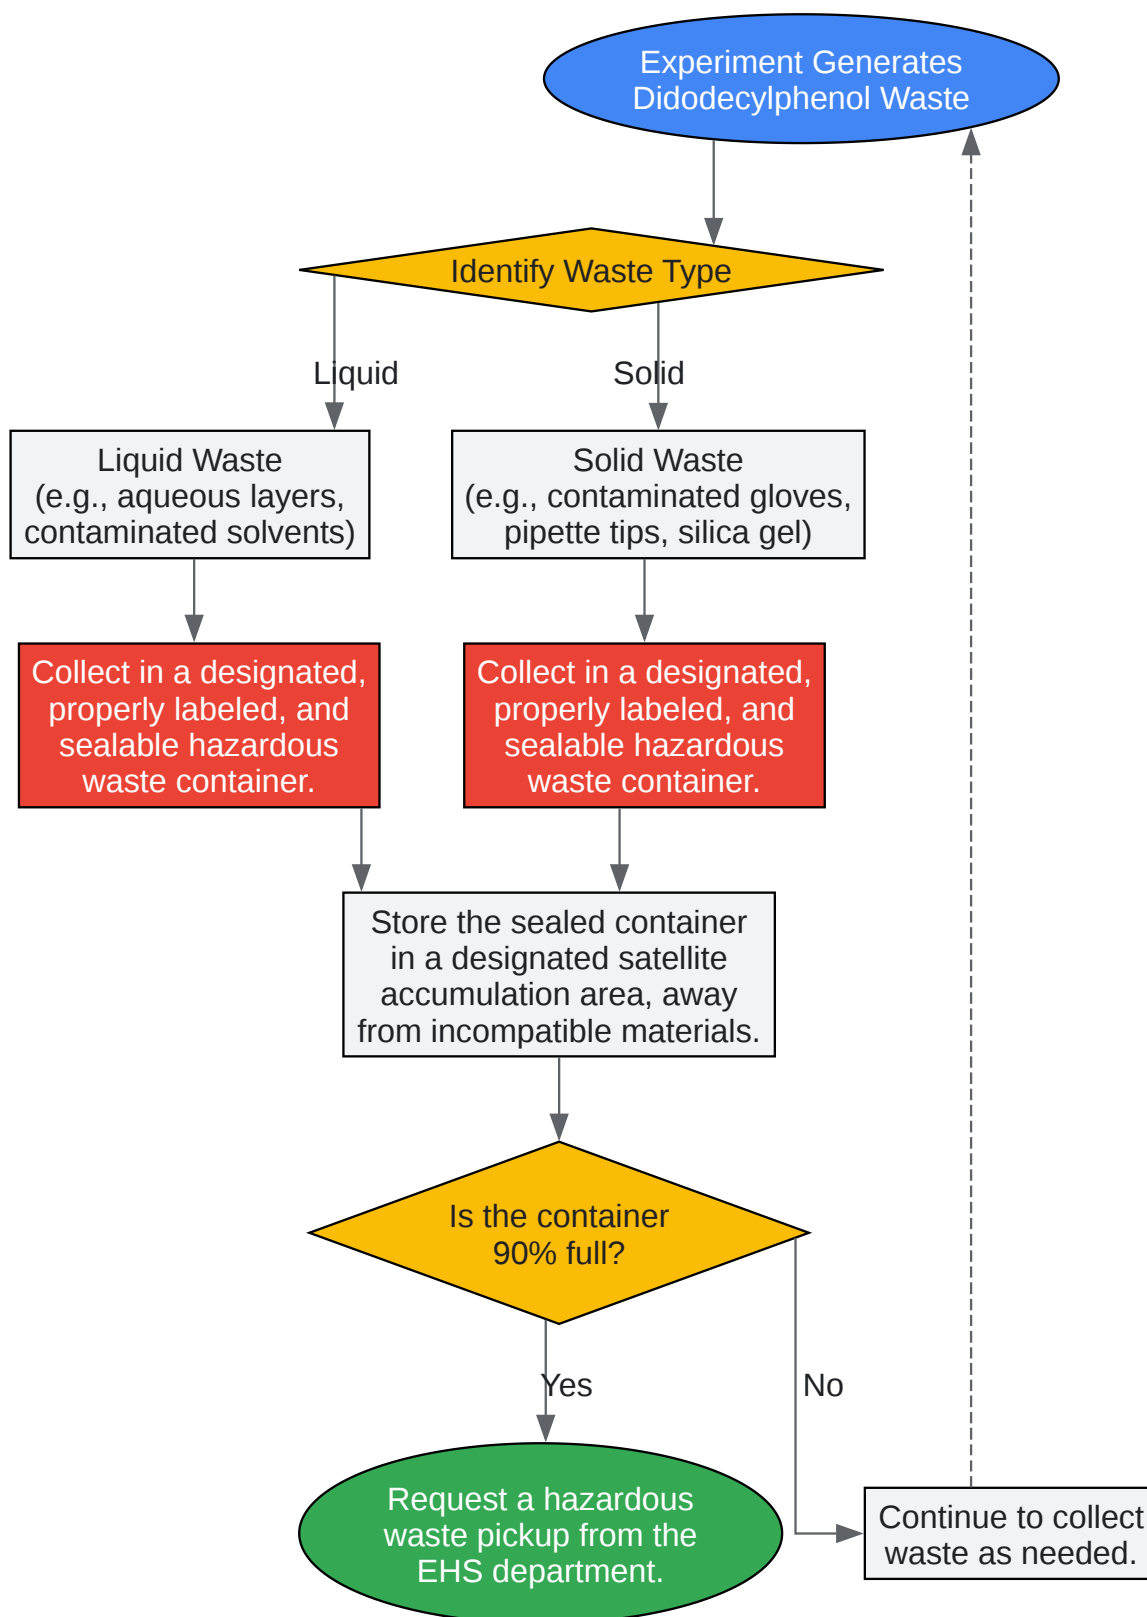 Experiment Generates
Didodecylphenol Waste
Identify Waste Type
Liquid
Solid
Liquid Waste
(e.g., aqueous layers,
contaminated solvents)
Solid Waste
(e.g., contaminated gloves,
pipette tips, silica gel)
Collect in a designated,
properly labeled, and
sealable hazardous
waste container.
Collect in a designated,
properly labeled, and
sealable hazardous
waste container.
Store the sealed container
in a designated satellite
accumulation area, away
from incompatible materials.
Is the container
90% full?
Yes
No
Request a hazardous
waste pickup from the
EHS department.
Continue to collect
waste as needed.